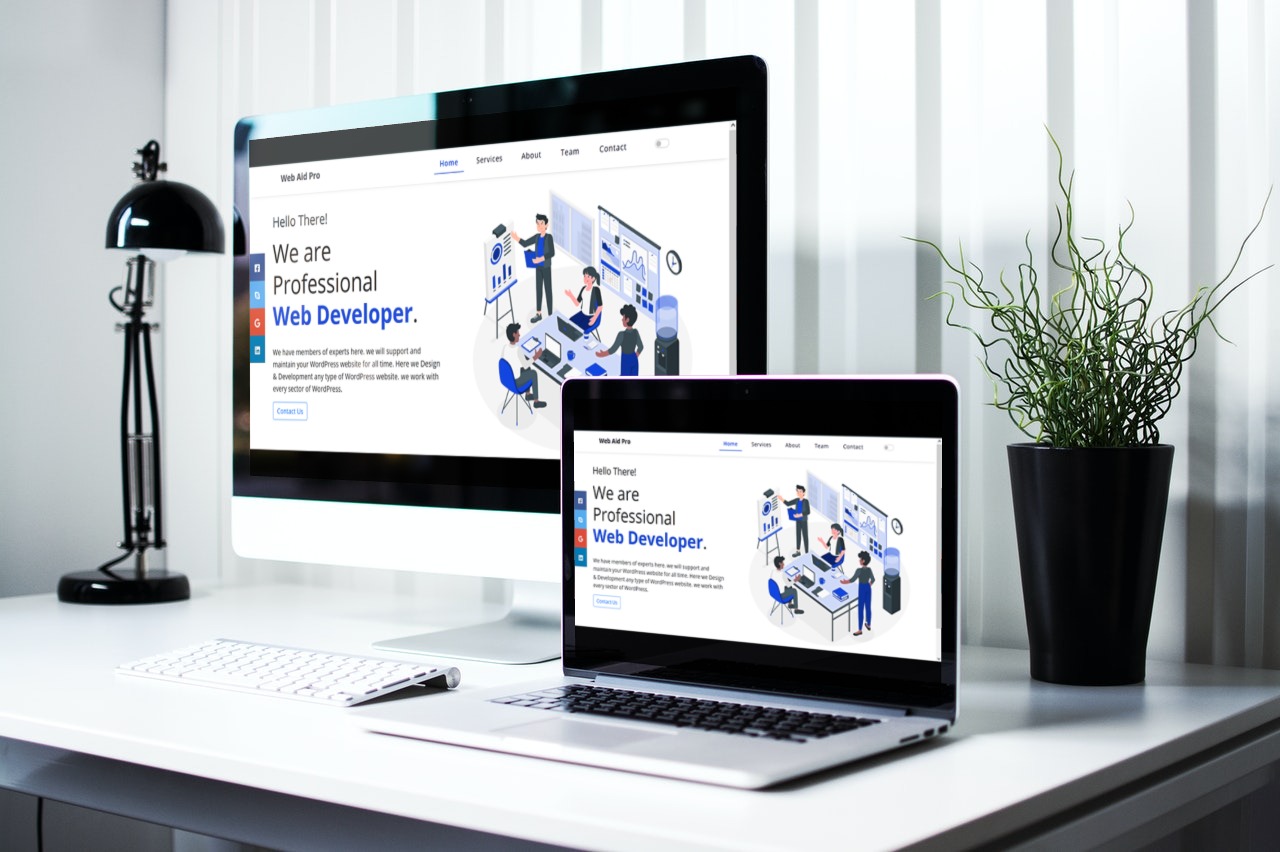 Web Aid Pro
Home Services About Team Contact
Hello There!
We are
Professional
Web Developer.
We have members of experts here. we will support and
maintain your WordPress website for all time. Here we Design
& Development any type of WordPress website. we work with
every sector of WordPress.
Contact Us
Web Aid Pro
Home Services About Team Contact
Hello There!
We are
Professional
Web Developer.
We have members of experts here. we will support and
maintain your WordPress website for all time. Here we Design
& Development any type of WordPress website. we work with
every sector of WordPress.
Contact Us